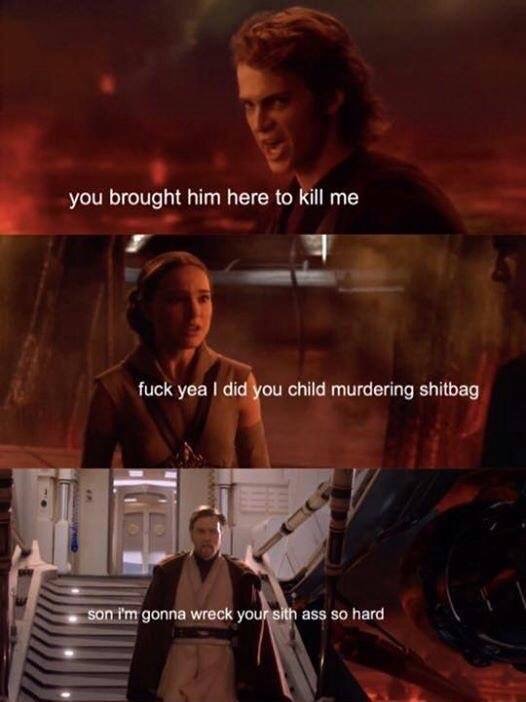 you brought him here to kill me
fuck yea I did you child murdering shitbag
son i'm gonna wreck your sith ass so hard